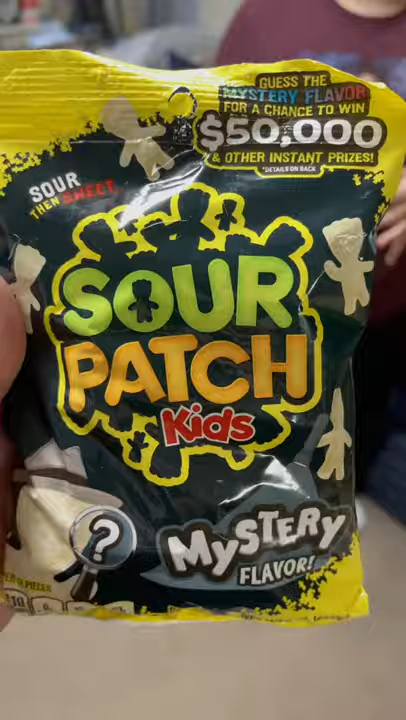 GUESS THE
MYSTERY FLAVOR
FOR A CHANCE TO WIN
$50,000
& OTHER INSTANT PRIZES!
*DETAILS ON BACK
SOUR
THEN SWEET
SOUR
PATCH
Kids
?
MySTERy
FLAVOR!
PIECES